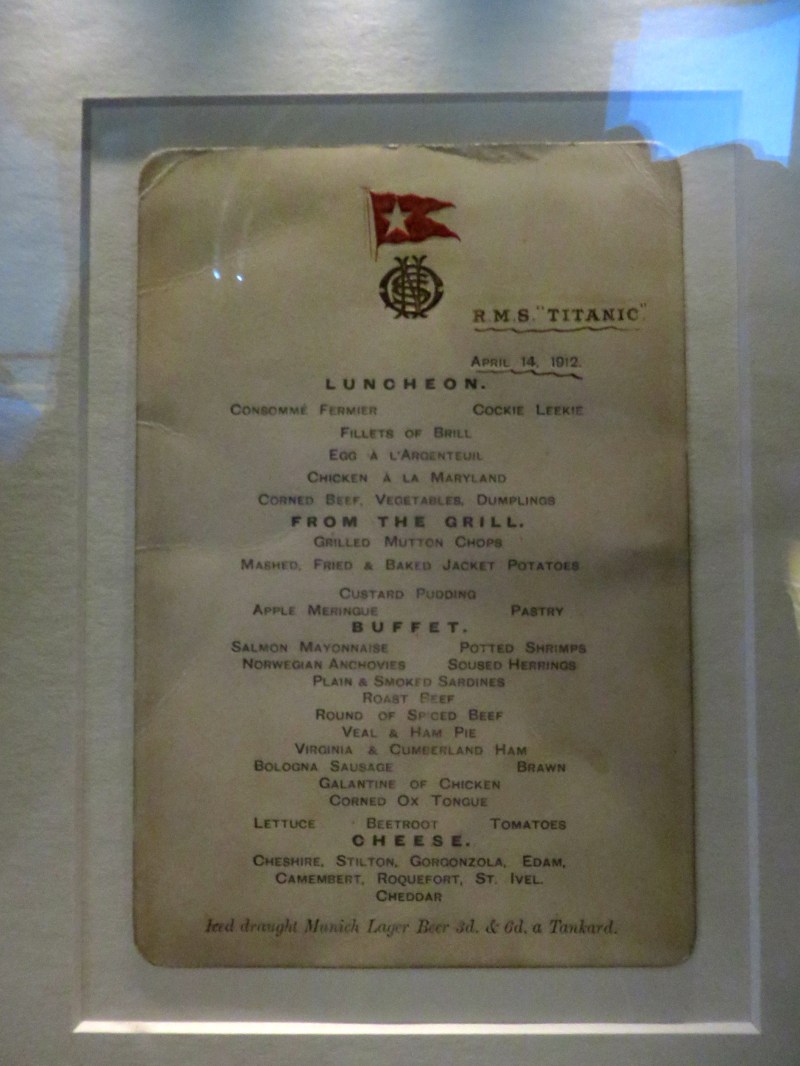 R.M.S. "TITANIC"
APRIL 14, 1912.
LUNCHEON.
CONSOMMÉ FERMIER COCKIE LEEKIE
FILLETS OF BRILL
EGG À L'ARGENTEUIL
CHICKEN À LA MARYLAND
CORNED BEEF, VEGETABLES, DUMPLINGS
FROM THE GRILL.
GRILLED MUTTON CHOPS
MASHED, FRIED & BAKED JACKET POTATOES
CUSTARD PUDDING
APPLE MERINGUE PASTRY
BUFFET.
SALMON MAYONNAISE POTTED SHRIMPS
NORWEGIAN ANCHOVIES SOUSED HERRINGS
PLAIN & SMOKED SARDINES
ROAST BEEF
ROUND OF SPICED BEEF
VEAL & HAM PIE
VIRGINIA & CUMBERLAND HAM
BOLOGNA SAUSAGE BRAWN
GALANTINE OF CHICKEN
CORNED OX TONGUE
LETTUCE BEETROOT TOMATOES
CHEESE.
CHESHIRE, STILTON, GORGONZOLA, EDAM,
CAMEMBERT, ROQUEFORT, ST. IVEL.
CHEDDAR
Iced draught Munich Lager Beer 3d. & 6d. a Tankard.